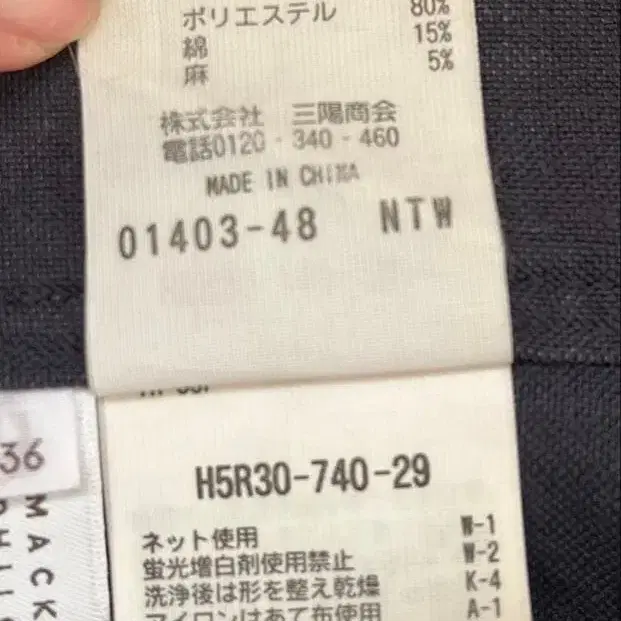 ポリエステル 80%
綿 15%
麻 5%
株式会社 三陽商会
電話0120-340-460
MADE IN CHINA
01403-48 NTW
36
MACK
H5R30-740-29
ネット使用 W-1
蛍光増白剤使用禁止 W-2
洗浄後は形を整え乾燥 K-4
アイロンはあて布使用 A-1